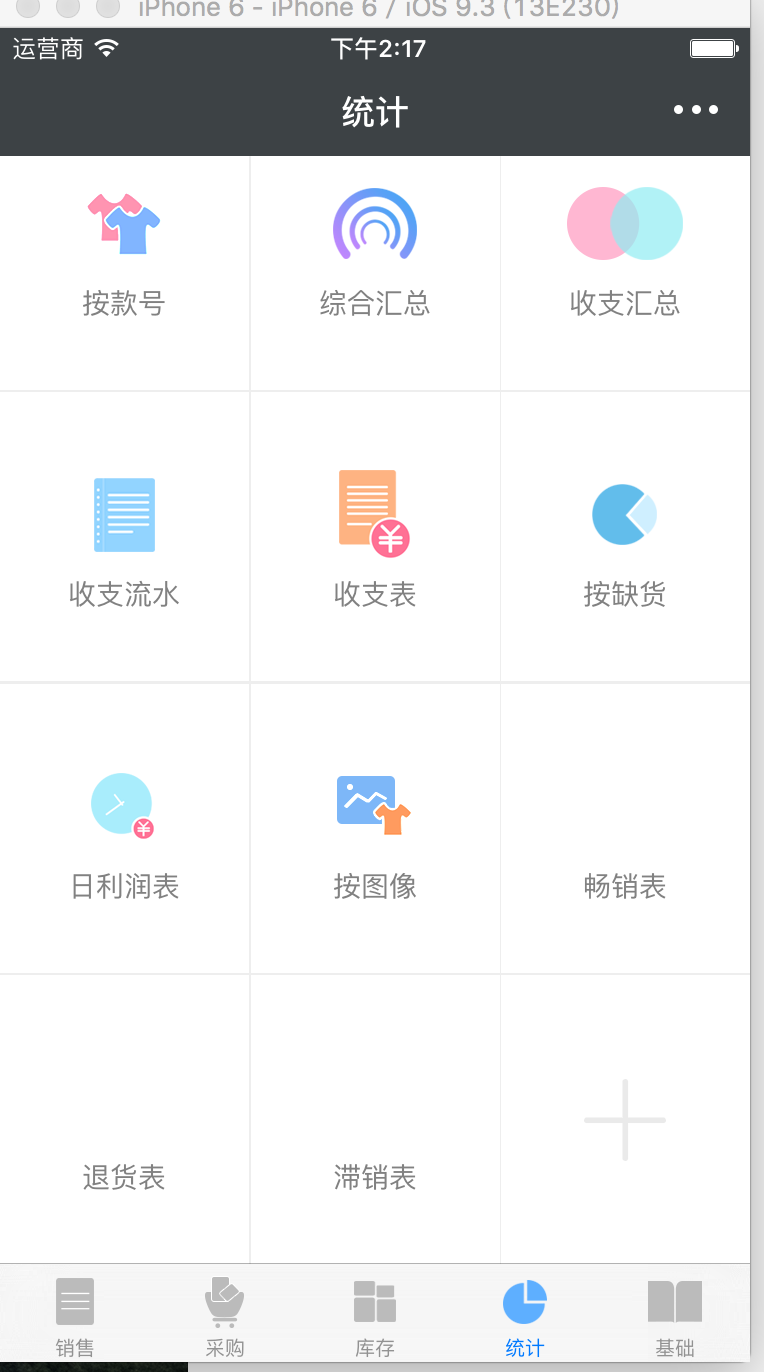 iPhone 6 - iPhone 6 / iOS 9.3 (13E230)
运营商 下午2:17
统计
按款号 综合汇总 收支汇总
收支流水 收支表 按缺货
日利润表 按图像 畅销表
退货表 滞销表
销售 采购 库存 统计 基础